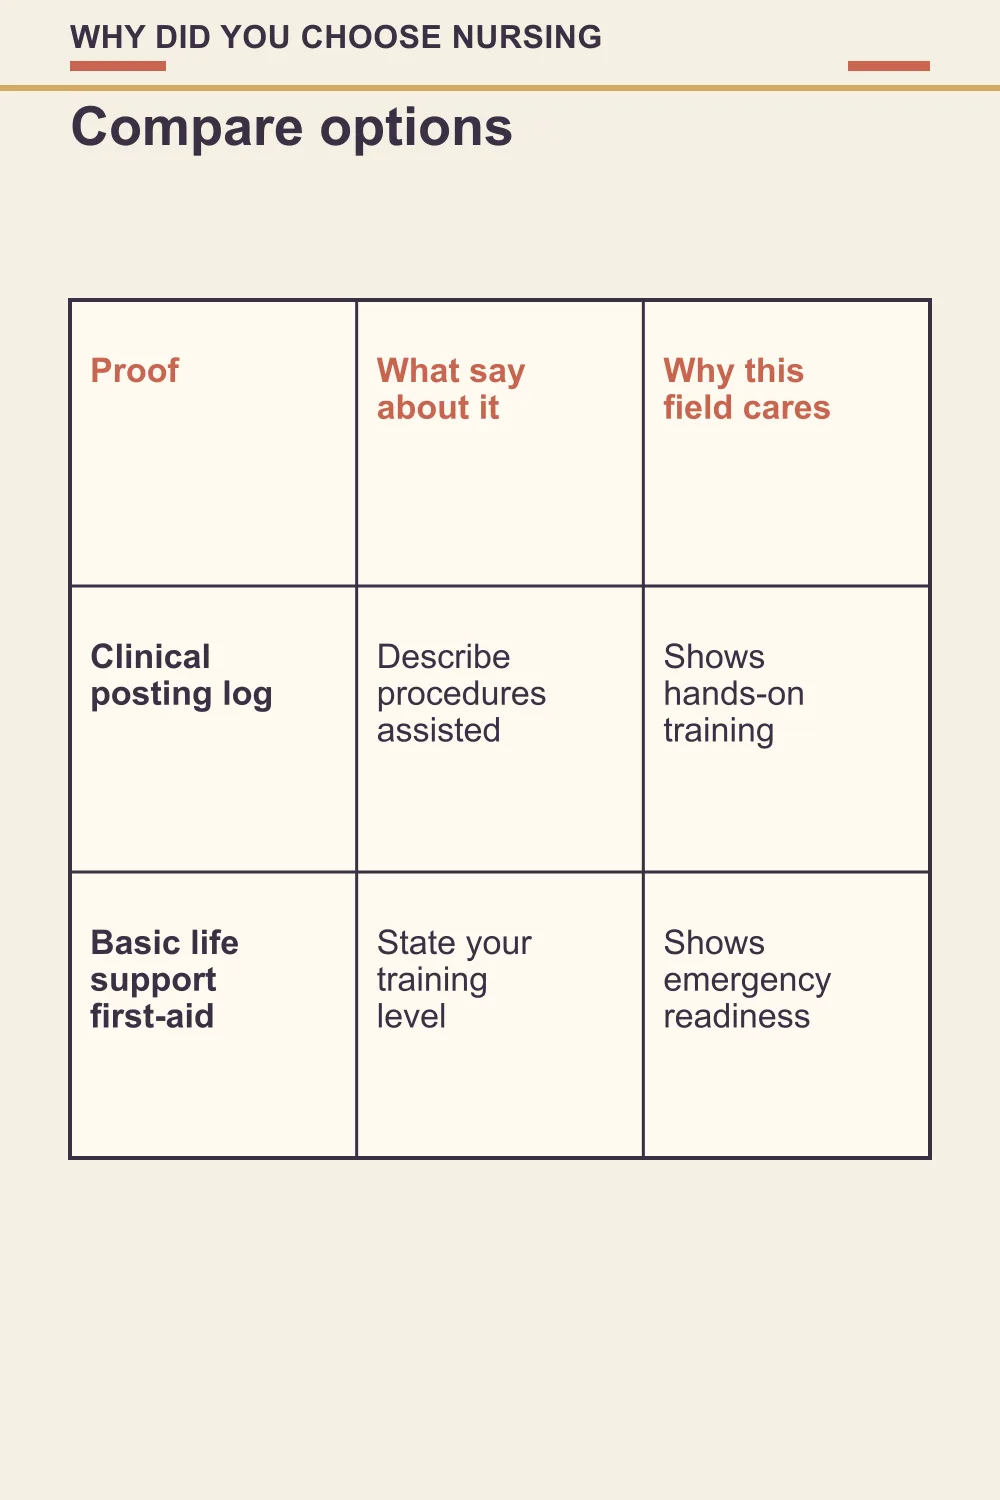 WHY DID YOU CHOOSE NURSING
Compare options
Proof
What say
about it
Why this
field cares
Clinical
posting log
Describe
procedures
assisted
Shows
hands-on
training
Basic life
support
first-aid
State your
training
level
Shows
emergency
readiness